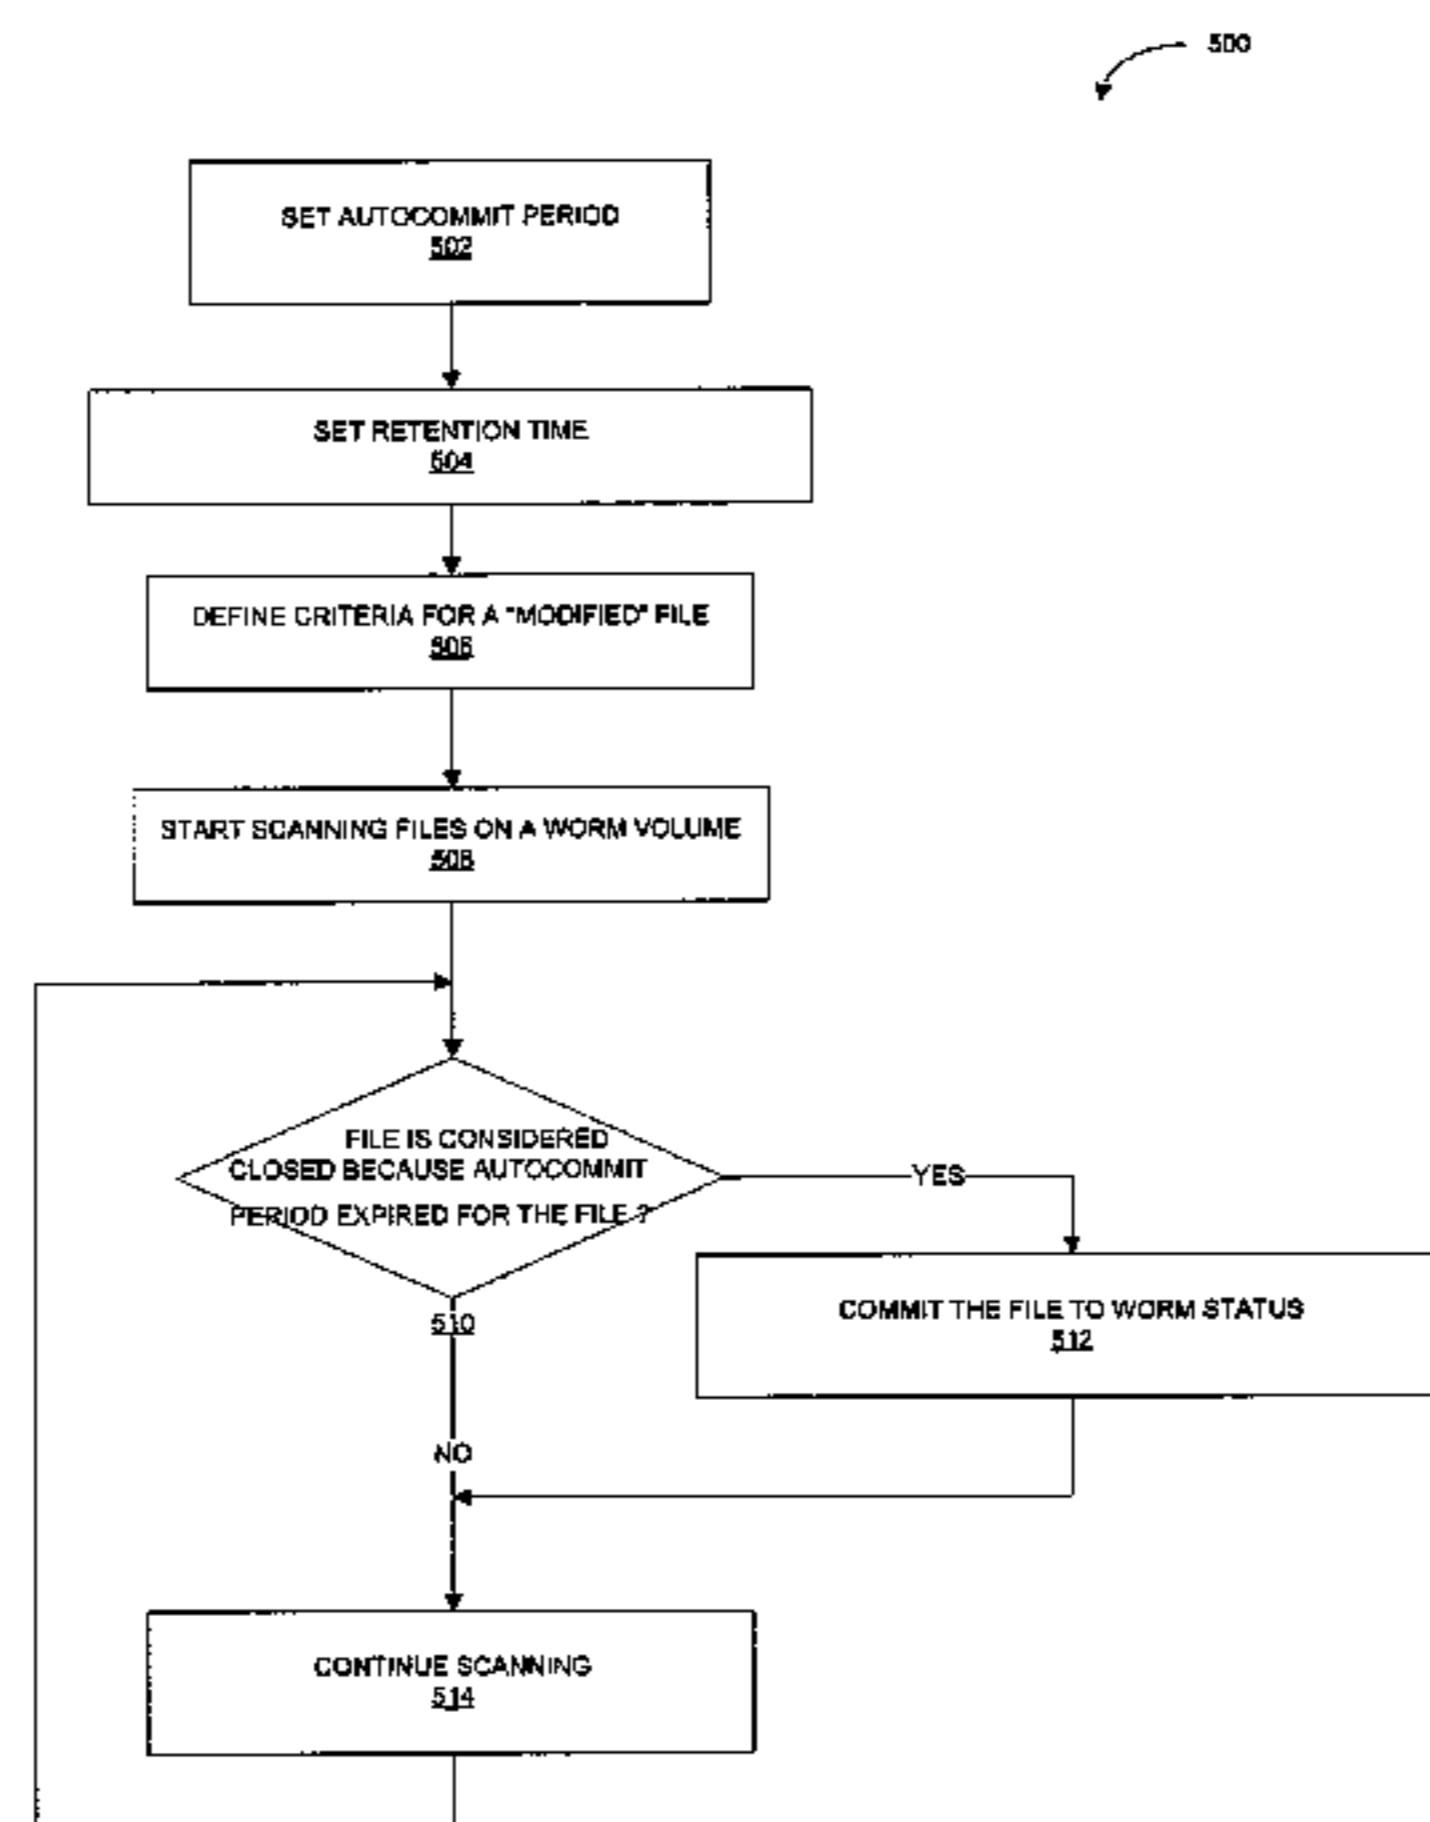 500
SET AUTOCOMMIT PERIOD
502
SET RETENTION TIME
504
DEFINE CRITERIA FOR A "MODIFIED" FILE
506
START SCANNING FILES ON A WORM VOLUME
508
FILE IS CONSIDERED
CLOSED BECAUSE AUTOCOMMIT
PERIOD EXPIRED FOR THE FILE ?
510
YES
COMMIT THE FILE TO WORM STATUS
512
NO
CONTINUE SCANNING
514